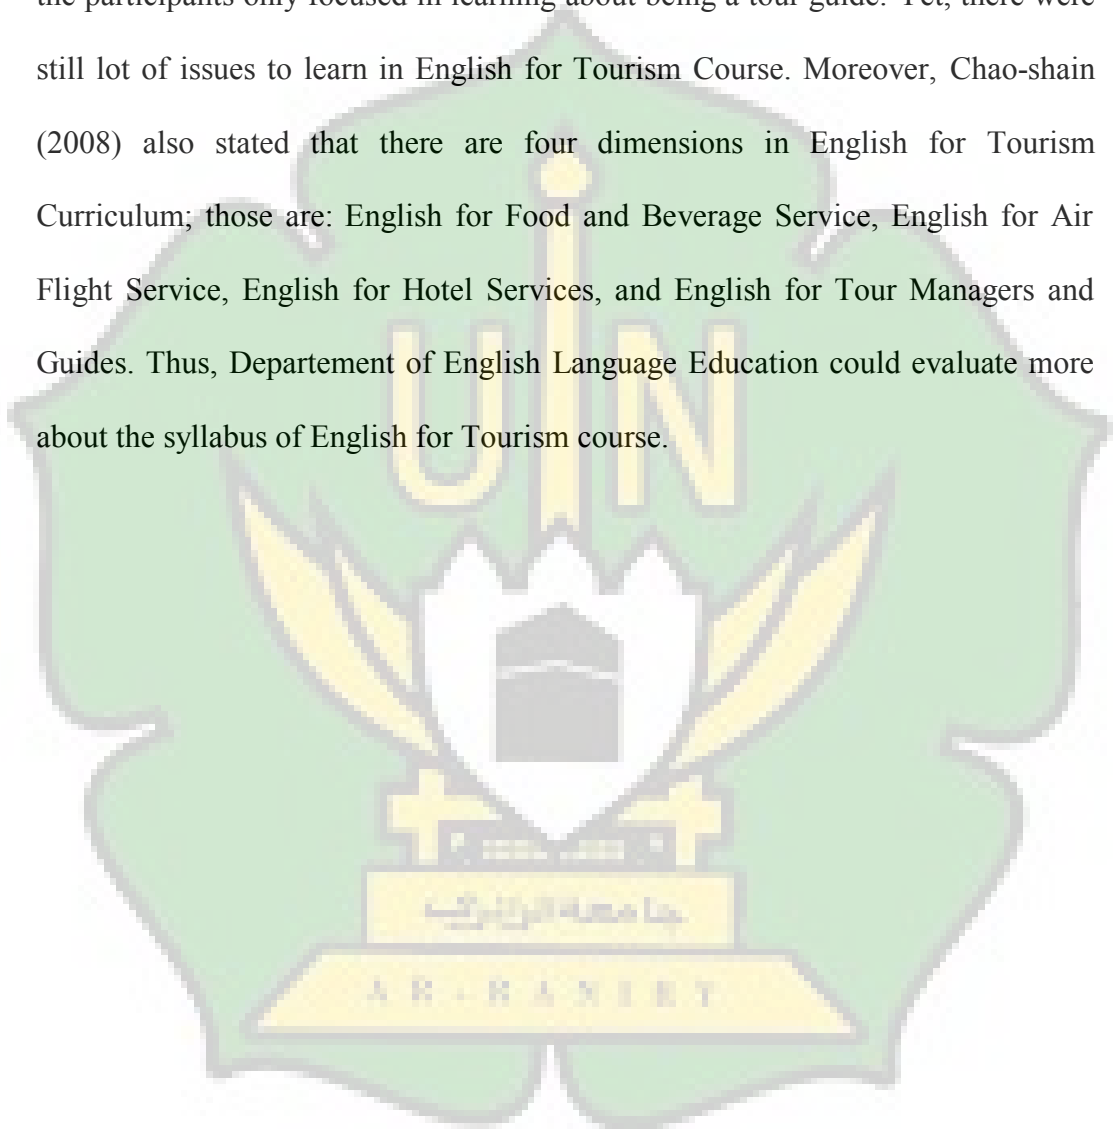 the participants only focused in learning about being a tour guide. Yet, there were
still lot of issues to learn in English for Tourism Course. Moreover, Chao-shain
(2008) also stated that there are four dimensions in English for Tourism
Curriculum; those are: English for Food and Beverage Service, English for Air
Flight Service, English for Hotel Services, and English for Tour Managers and
Guides. Thus, Departement of English Language Education could evaluate more
about the syllabus of English for Tourism course.
UIN
جامعة الرانيري
AR-RANIRY